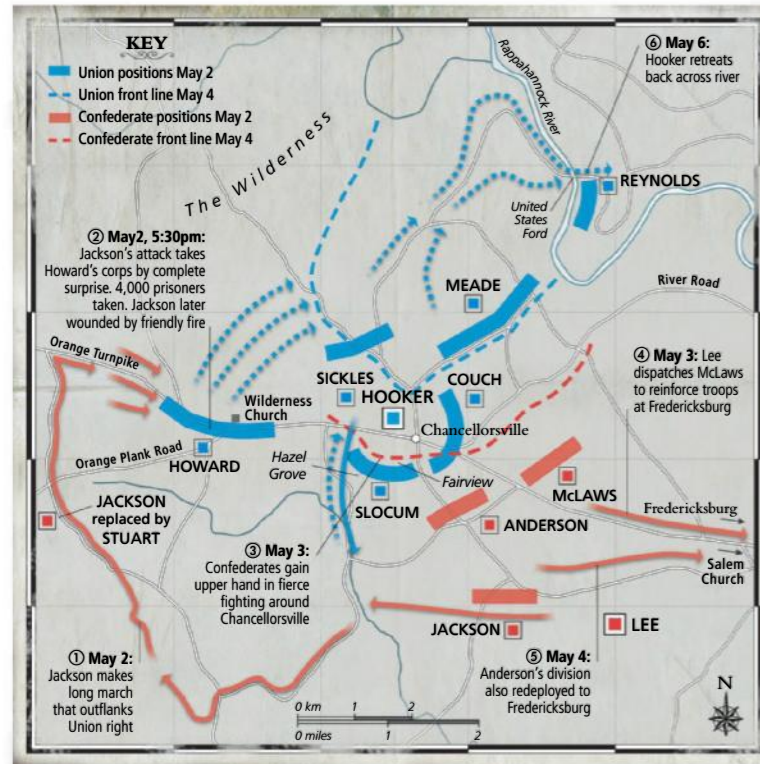 KEY
Union positions May 2
Union front line May 4
Confederate positions May 2
Confederate front line May 4
Rappahannock River
⑥ May 6:
Hooker retreats
back across river
The Wilderness
REYNOLDS
United
States
Ford
② May2, 5:30pm:
Jackson's attack takes
Howard's corps by complete
surprise. 4,000 prisoners
taken. Jackson later
wounded by friendly fire
MEADE
River Road
Orange Turnpike
④ May 3: Lee
dispatches McLaws
to reinforce troops
at Fredericksburg
SICKLES
COUCH
HOOKER
Wilderness
Church
Chancellorsville
Orange Plank Road
HOWARD
Hazel
Grove
Fairview
SLOCUM
McLAWS
ANDERSON
Fredericksburg
JACKSON
replaced by
STUART
③ May 3:
Confederates gain
upper hand in fierce
fighting around
Chancellorsville
Salem
Church
JACKSON
LEE
① May 2:
Jackson makes
long march
that outflanks
Union right
⑤ May 4:
Anderson's division
also redeployed to
Fredericksburg
N
0 km 1 2
0 miles 1 2